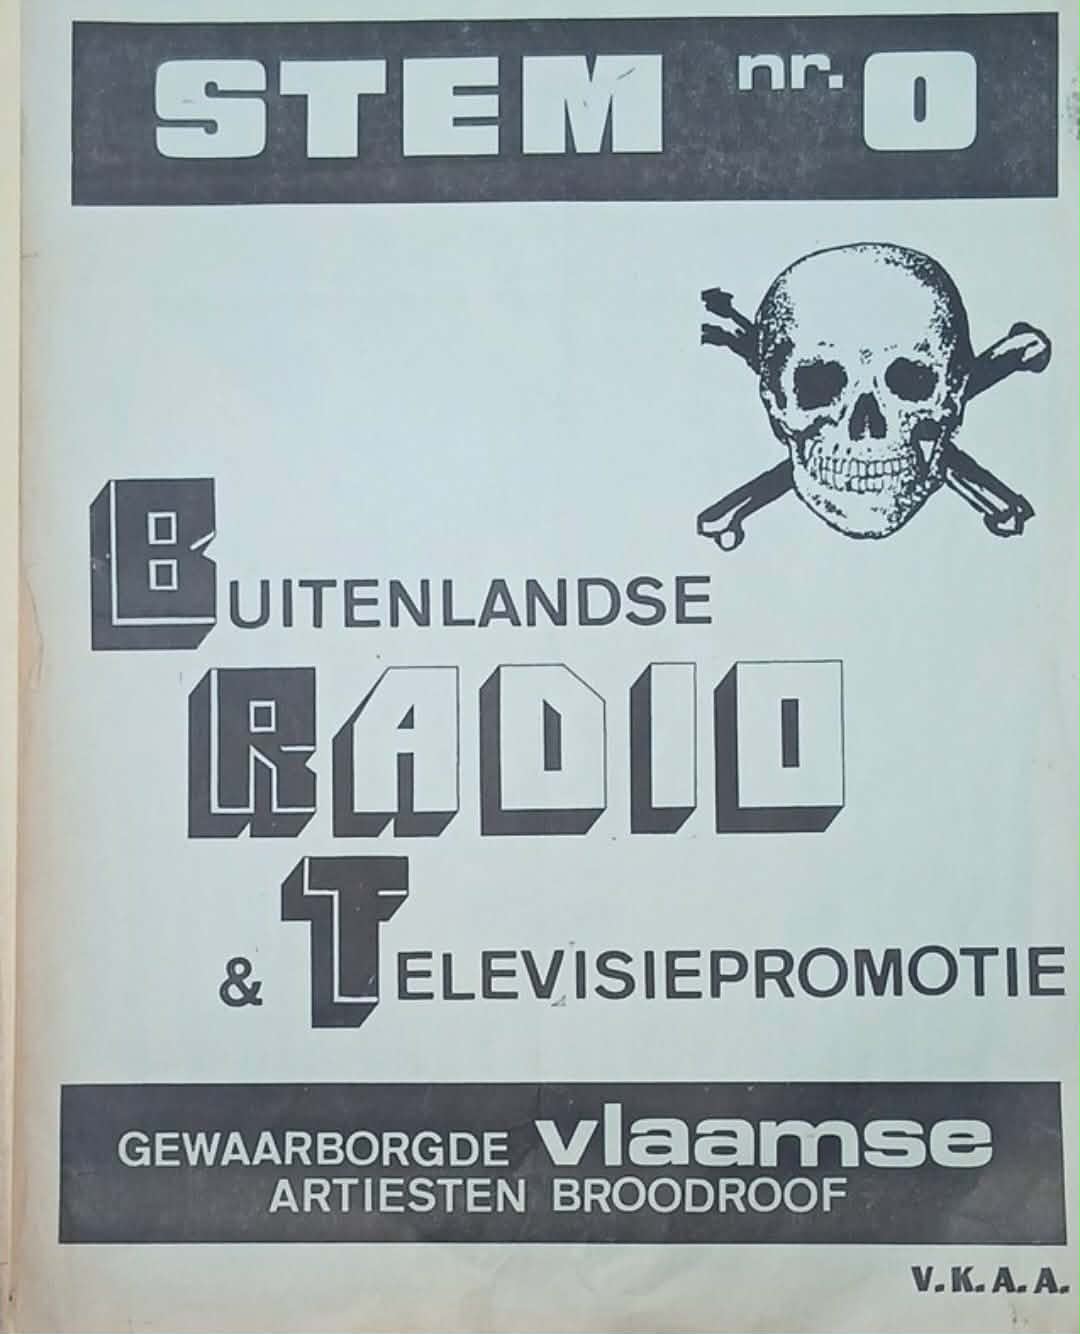 STEM nr. 0
BUITENLANDSE
RADIO
& TELEVISIEPROMOTIE
GEWAARBORGDE vlaamse
ARTIESTEN BROODROOF
V.K.A.A.